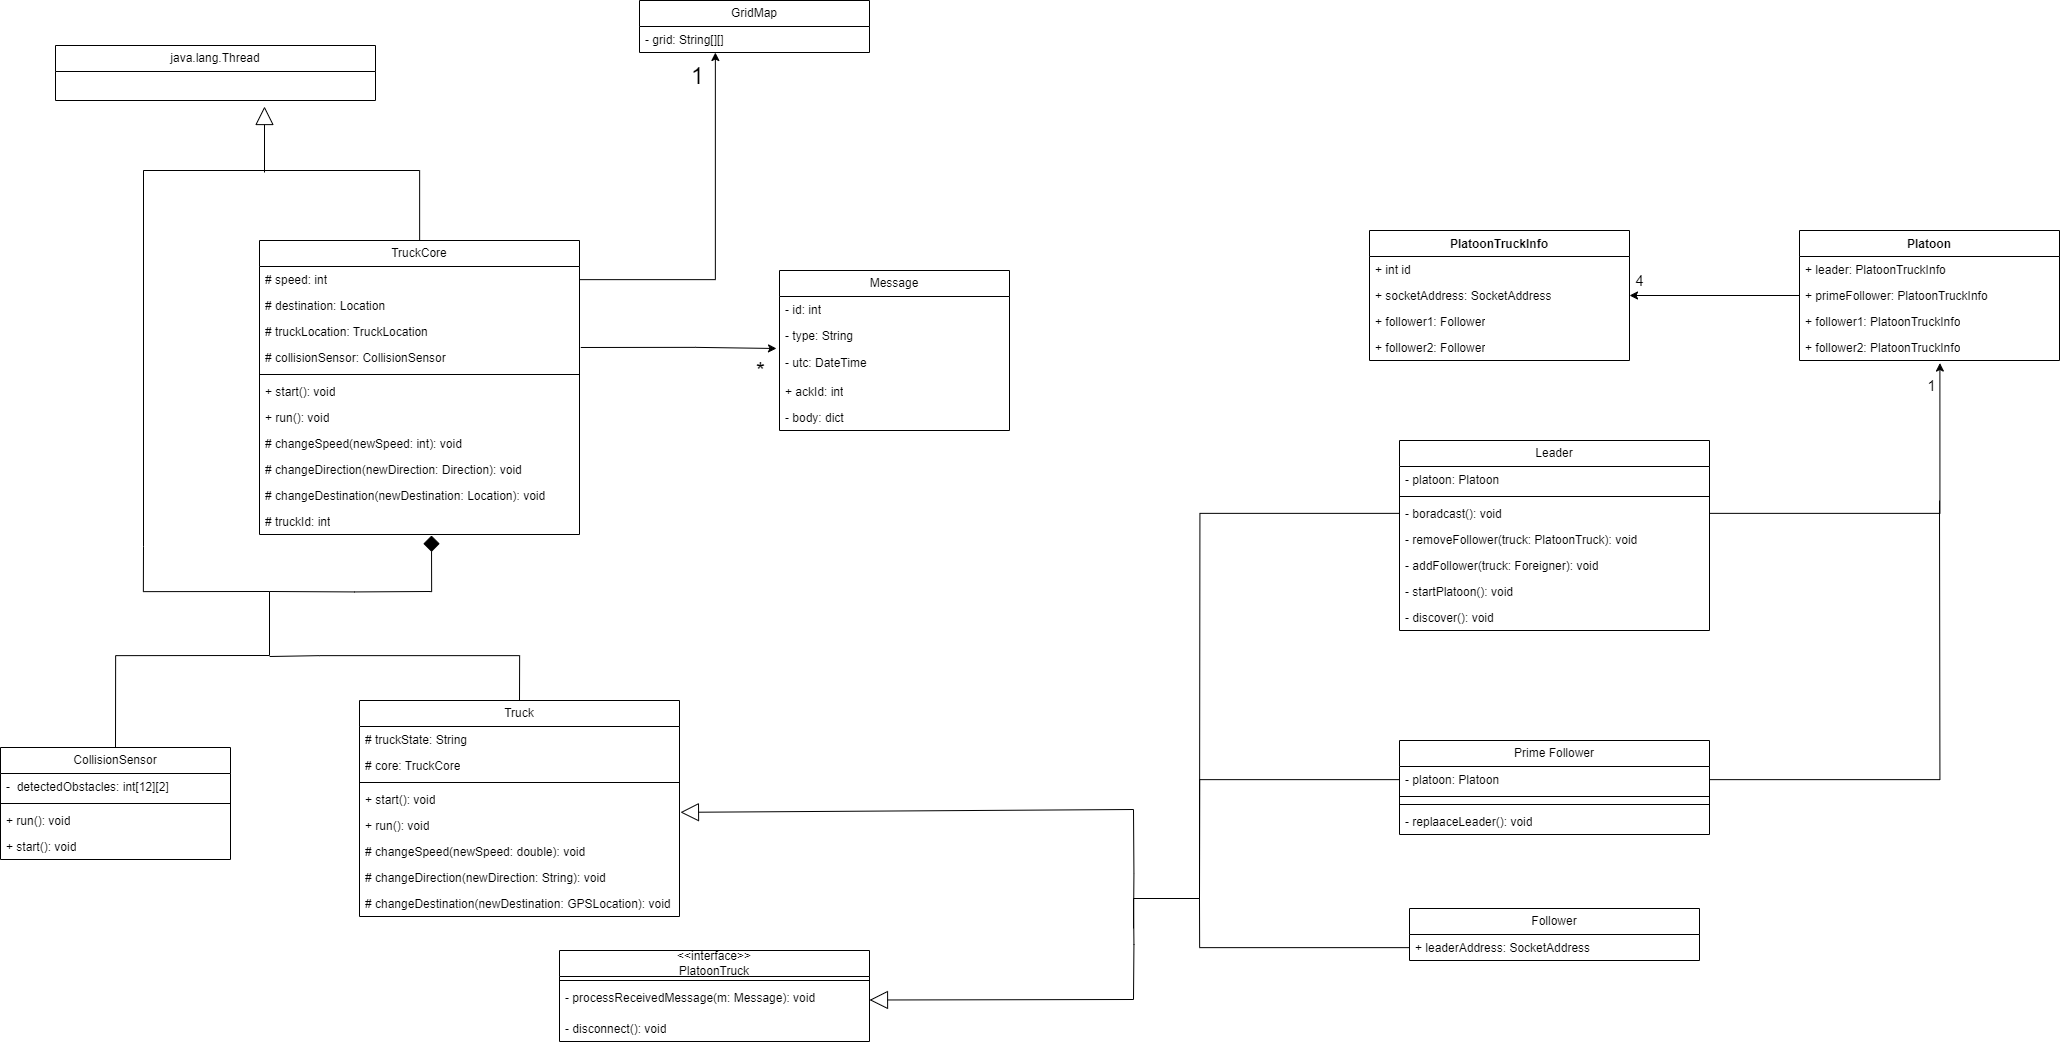 GridMap
- grid: String[][]
1
java.lang.Thread
TruckCore
# speed: int
# destination: Location
# truckLocation: TruckLocation
# collisionSensor: CollisionSensor
+ start(): void
+ run(): void
# changeSpeed(newSpeed: int): void
# changeDirection(newDirection: Direction): void
# changeDestination(newDestination: Location): void
# truckId: int
Message
- id: int
- type: String
- utc: DateTime
+ ackId: int
- body: dict
*
PlatoonTruckInfo
+ int id
+ socketAddress: SocketAddress
+ follower1: Follower
+ follower2: Follower
4
Platoon
+ leader: PlatoonTruckInfo
+ primeFollower: PlatoonTruckInfo
+ follower1: PlatoonTruckInfo
+ follower2: PlatoonTruckInfo
1
Leader
- platoon: Platoon
- boradcast(): void
- removeFollower(truck: PlatoonTruck): void
- addFollower(truck: Foreigner): void
- startPlatoon(): void
- discover(): void
CollisionSensor
- detectedObstacles: int[12][2]
+ run(): void
+ start(): void
Truck
# truckState: String
# core: TruckCore
+ start(): void
+ run(): void
# changeSpeed(newSpeed: double): void
# changeDirection(newDirection: String): void
# changeDestination(newDestination: GPSLocation): void
Prime Follower
- platoon: Platoon
- replaaceLeader(): void
Follower
+ leaderAddress: SocketAddress
<<interface>>
PlatoonTruck
- processReceivedMessage(m: Message): void
- disconnect(): void